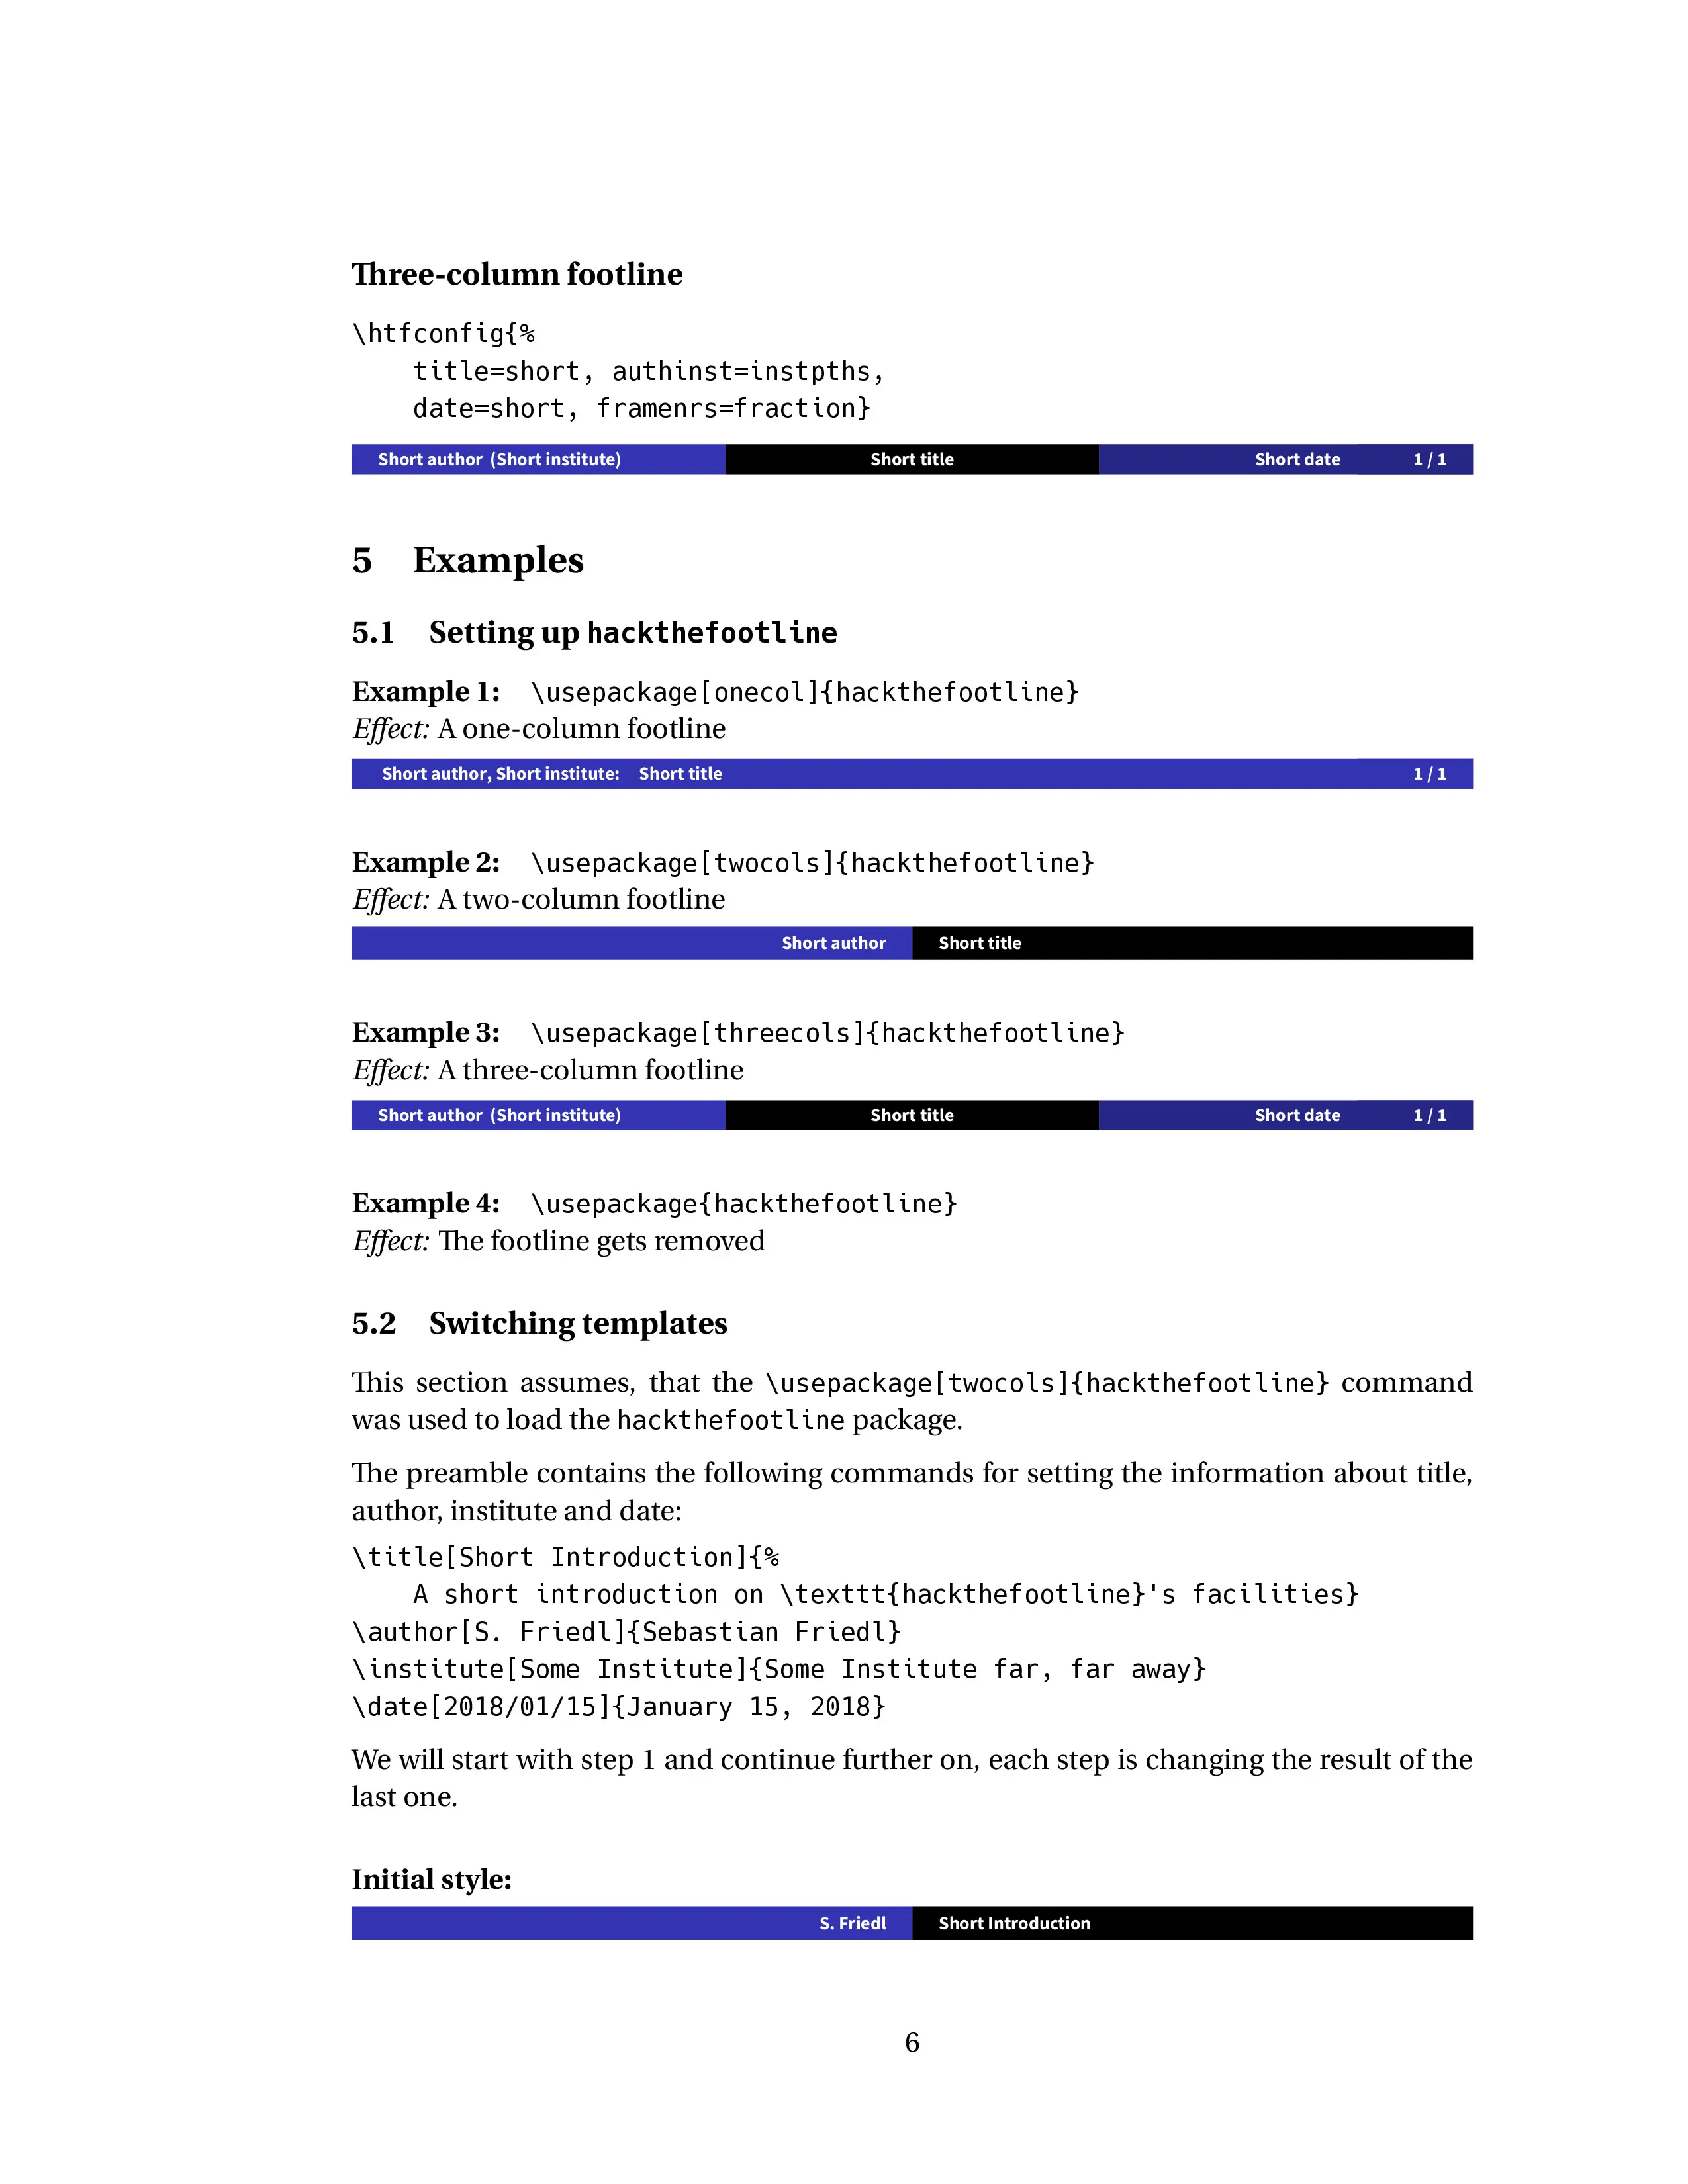 Three-column footline
\htfconfig{%
    title=short, authinst=instpths,
    date=short, framenrs=fraction}
Short author (Short institute) Short title Short date 1 / 1
5 Examples
5.1 Setting up hackthefootline
Example 1: \usepackage[onecol]{hackthefootline}
Effect: A one-column footline
Short author, Short institute: Short title 1 / 1
Example 2: \usepackage[twocols]{hackthefootline}
Effect: A two-column footline
Short author Short title
Example 3: \usepackage[threecols]{hackthefootline}
Effect: A three-column footline
Short author (Short institute) Short title Short date 1 / 1
Example 4: \usepackage{hackthefootline}
Effect: The footline gets removed
5.2 Switching templates
This section assumes, that the \usepackage[twocols]{hackthefootline} command
was used to load the hackthefootline package.
The preamble contains the following commands for setting the information about title,
author, institute and date:
\title[Short Introduction]{%
    A short introduction on \texttt{hackthefootline}'s facilities}
\author[S. Friedl]{Sebastian Friedl}
\institute[Some Institute]{Some Institute far, far away}
\date[2018/01/15]{January 15, 2018}
We will start with step 1 and continue further on, each step is changing the result of the
last one.
Initial style:
S. Friedl Short Introduction
6